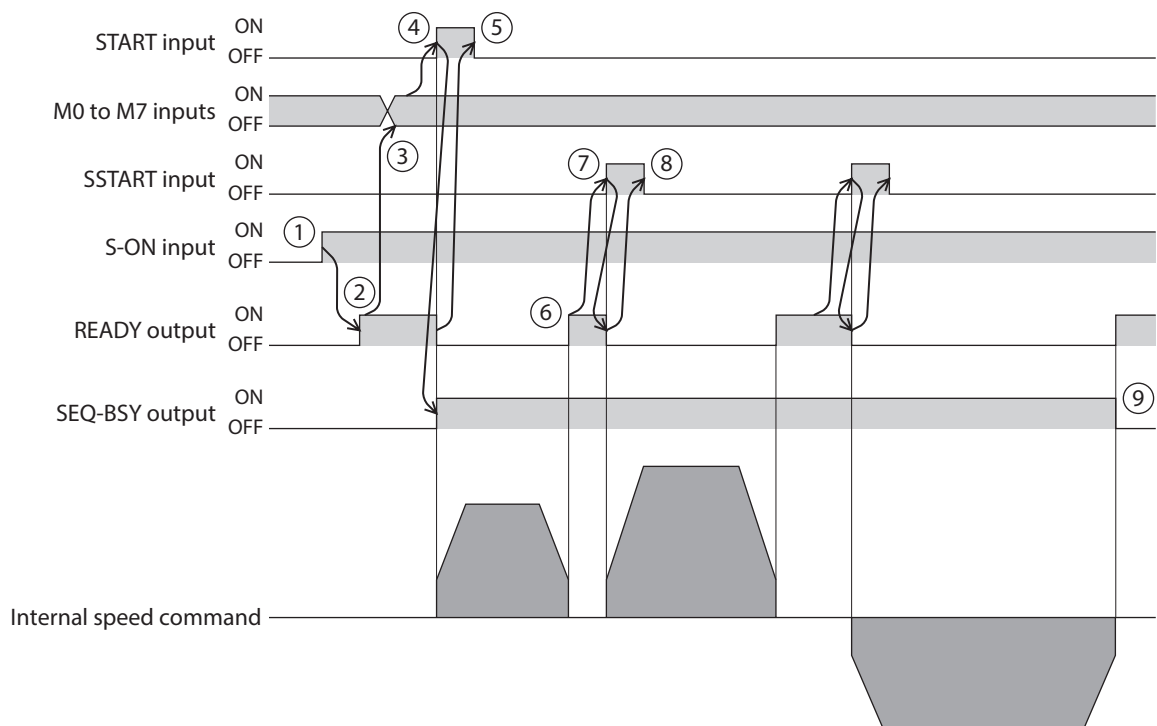 START input ON OFF ④ ⑤
M0 to M7 inputs ON OFF ③
SSTART input ON OFF ⑦ ⑧
S-ON input ON OFF ①
READY output ON OFF ② ⑥
SEQ-BSY output ON OFF ⑨
Internal speed command